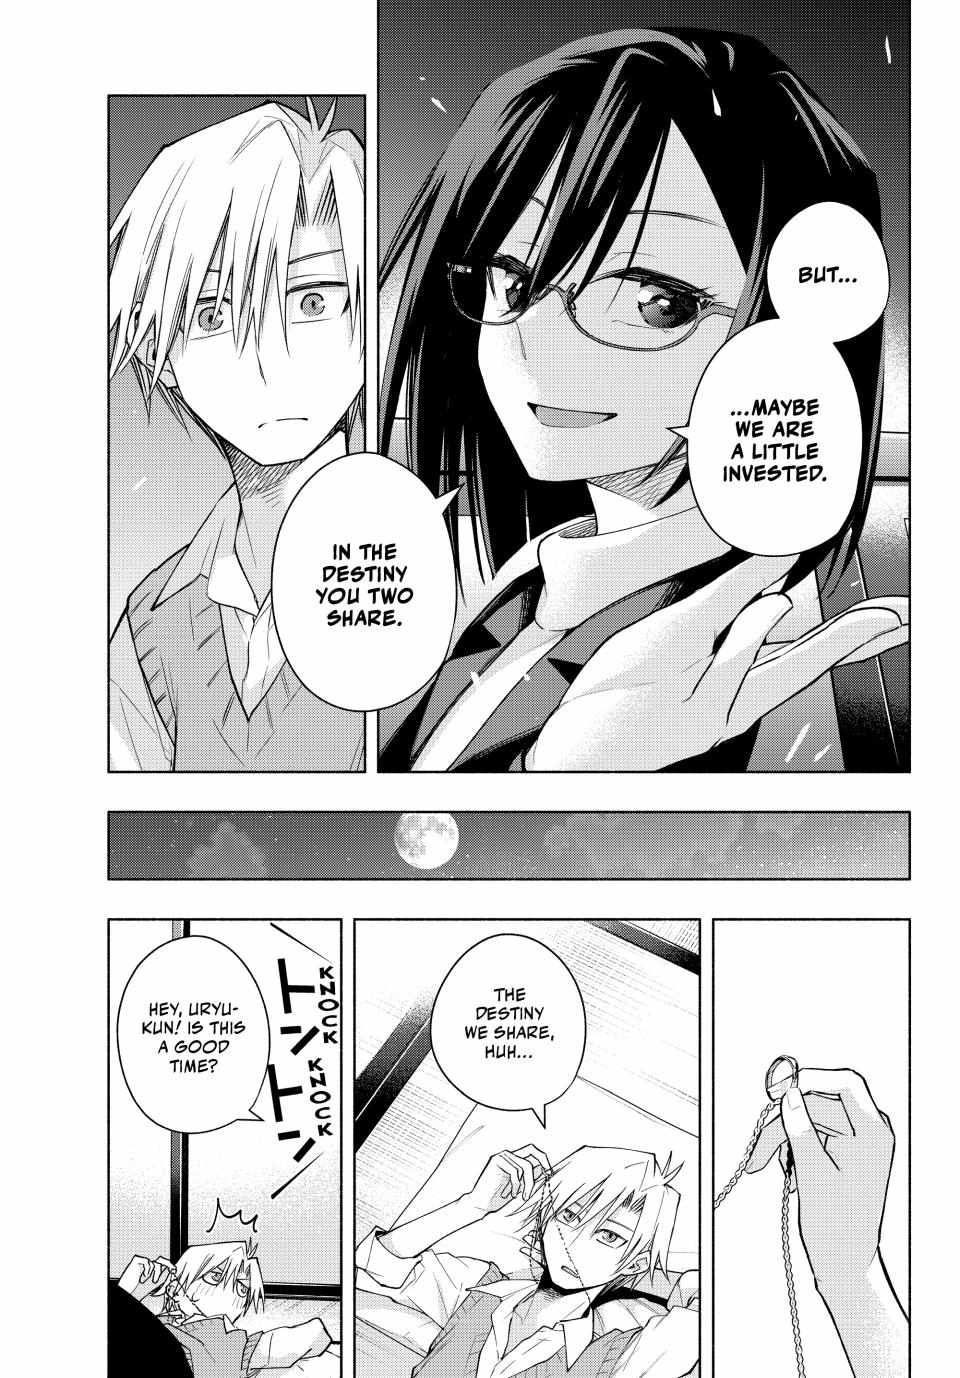 BUT...
...MAYBE
WE ARE
A LITTLE
INVESTED.
IN THE
DESTINY
YOU TWO
SHARE.
THE
DESTINY
WE SHARE,
HUH...
トントン
KNOCK
KNOCK
HEY, URYU-
KUN! IS THIS
A GOOD
TIME?